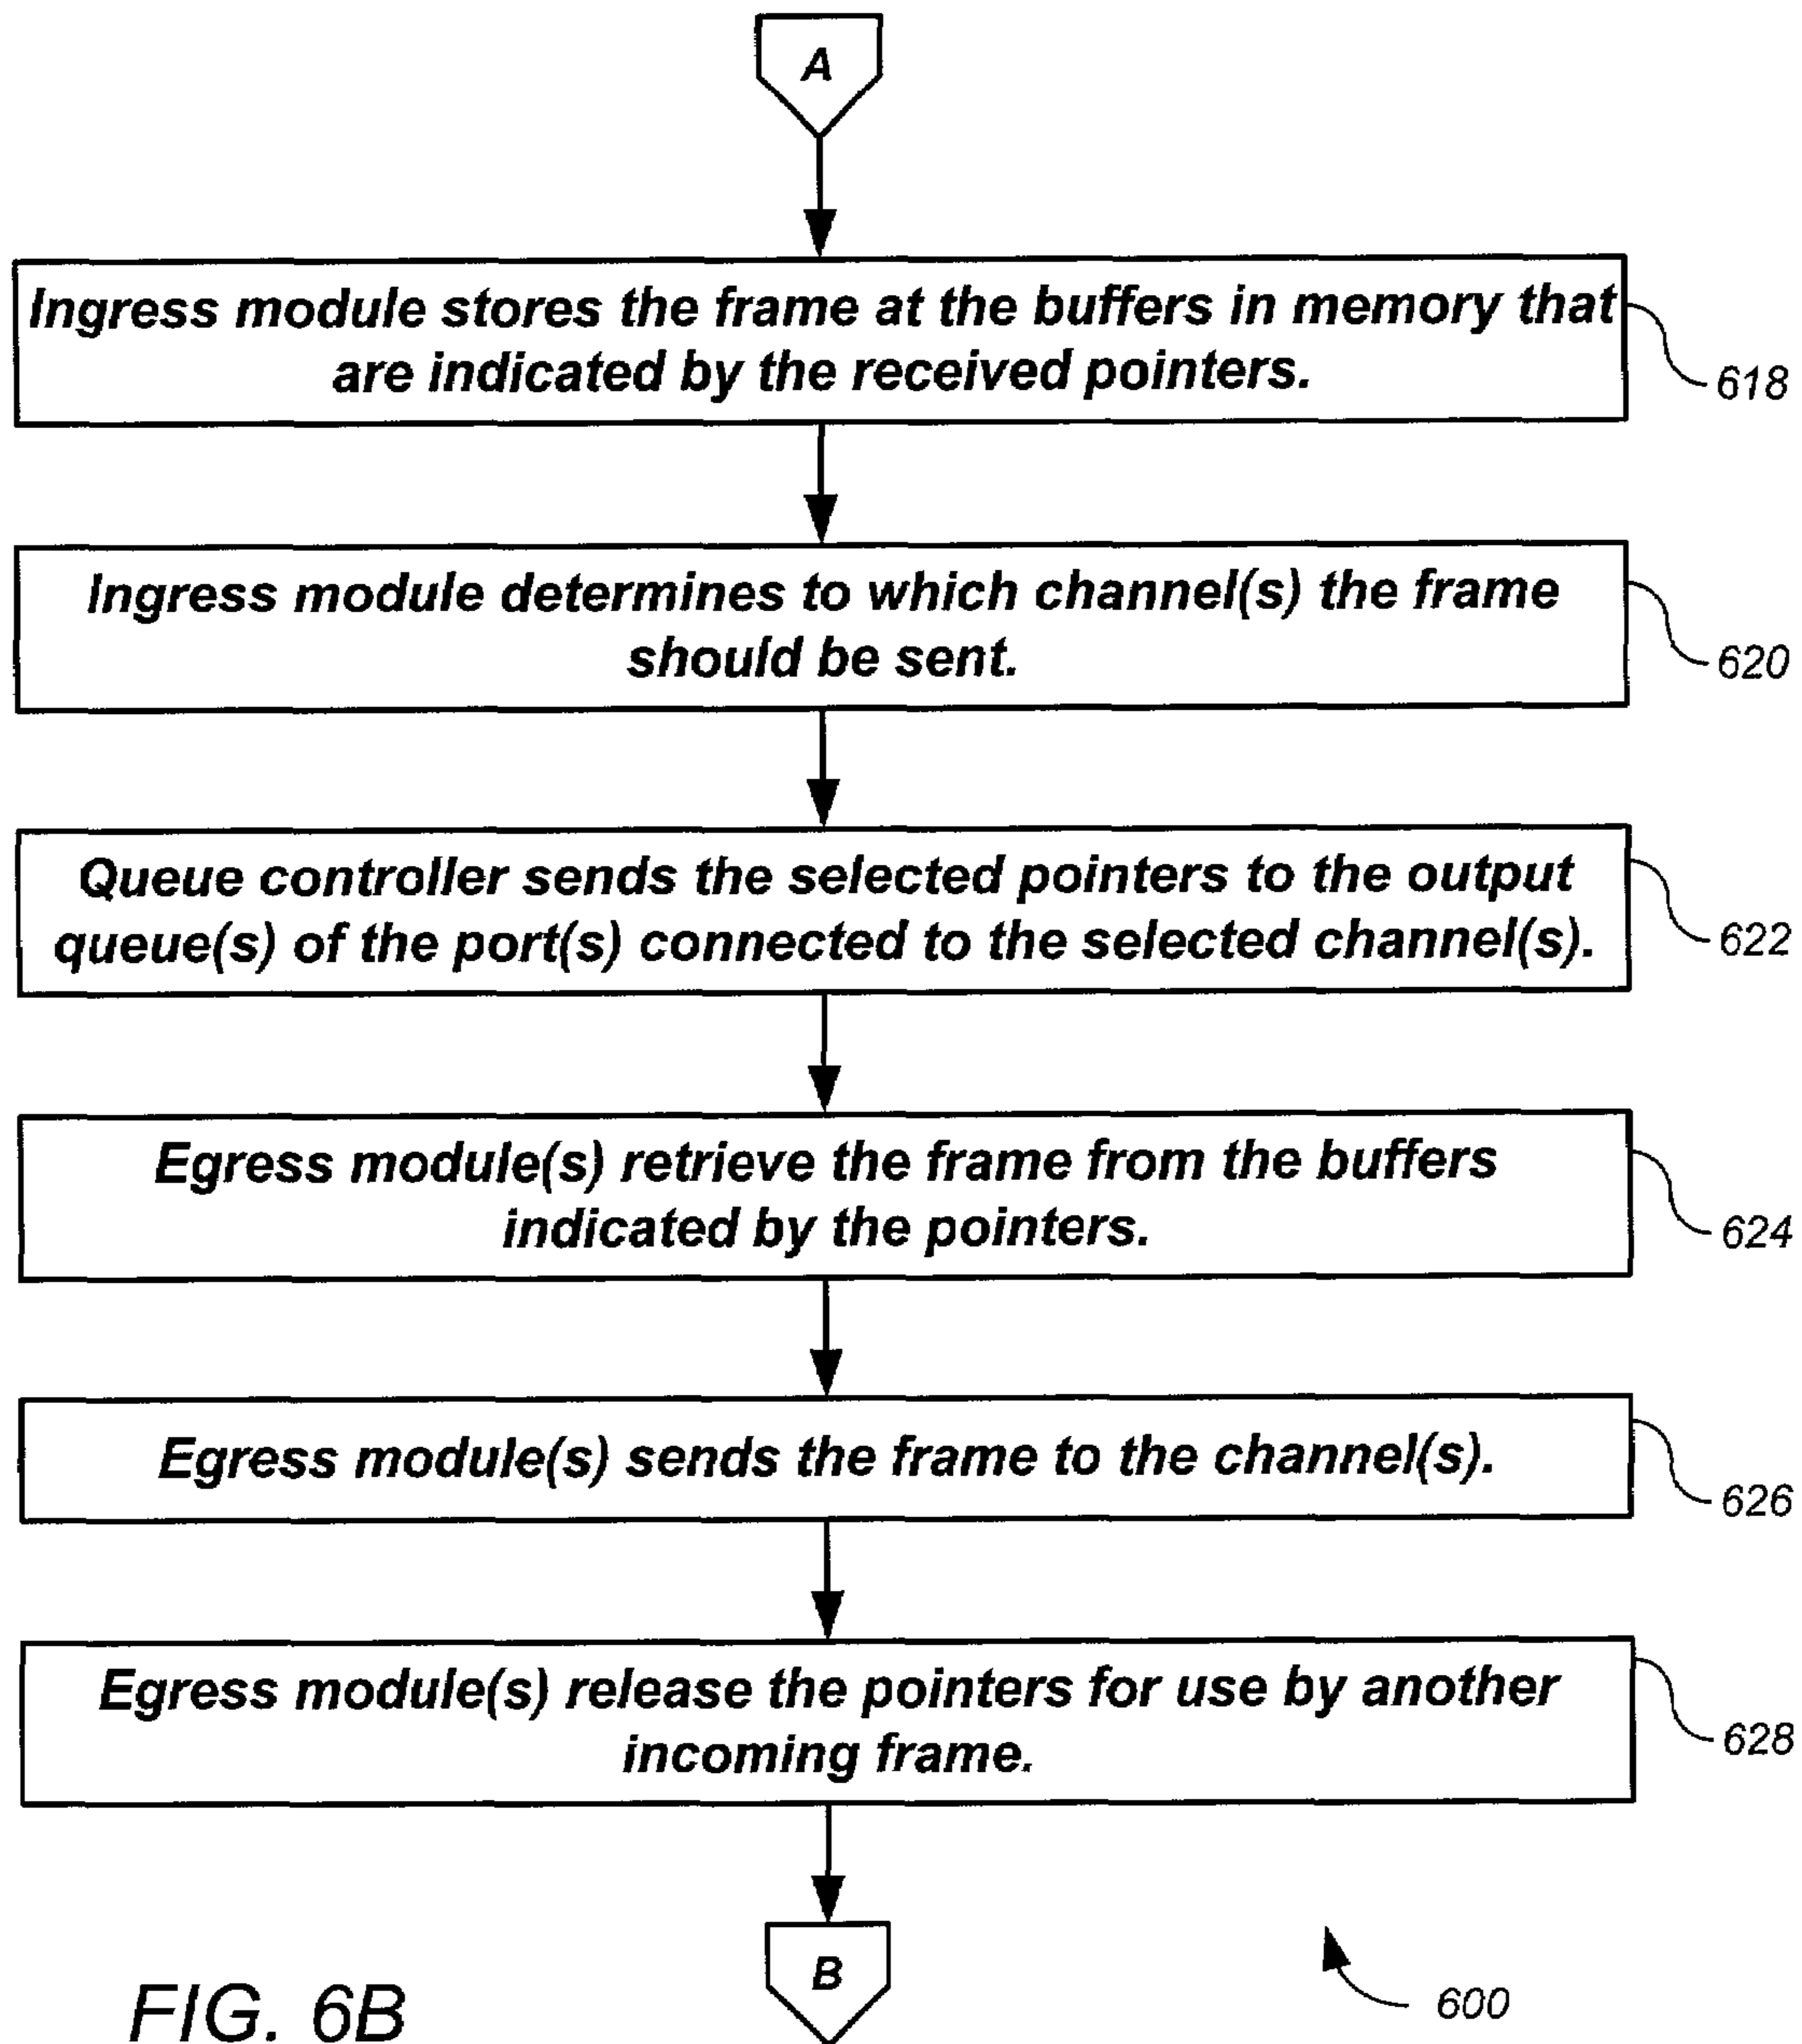 A
Ingress module stores the frame at the buffers in memory that
are indicated by the received pointers.
618
Ingress module determines to which channel(s) the frame
should be sent.
620
Queue controller sends the selected pointers to the output
queue(s) of the port(s) connected to the selected channel(s).
622
Egress module(s) retrieve the frame from the buffers
indicated by the pointers.
624
Egress module(s) sends the frame to the channel(s).
626
Egress module(s) release the pointers for use by another
incoming frame.
628
B
600
FIG. 6B